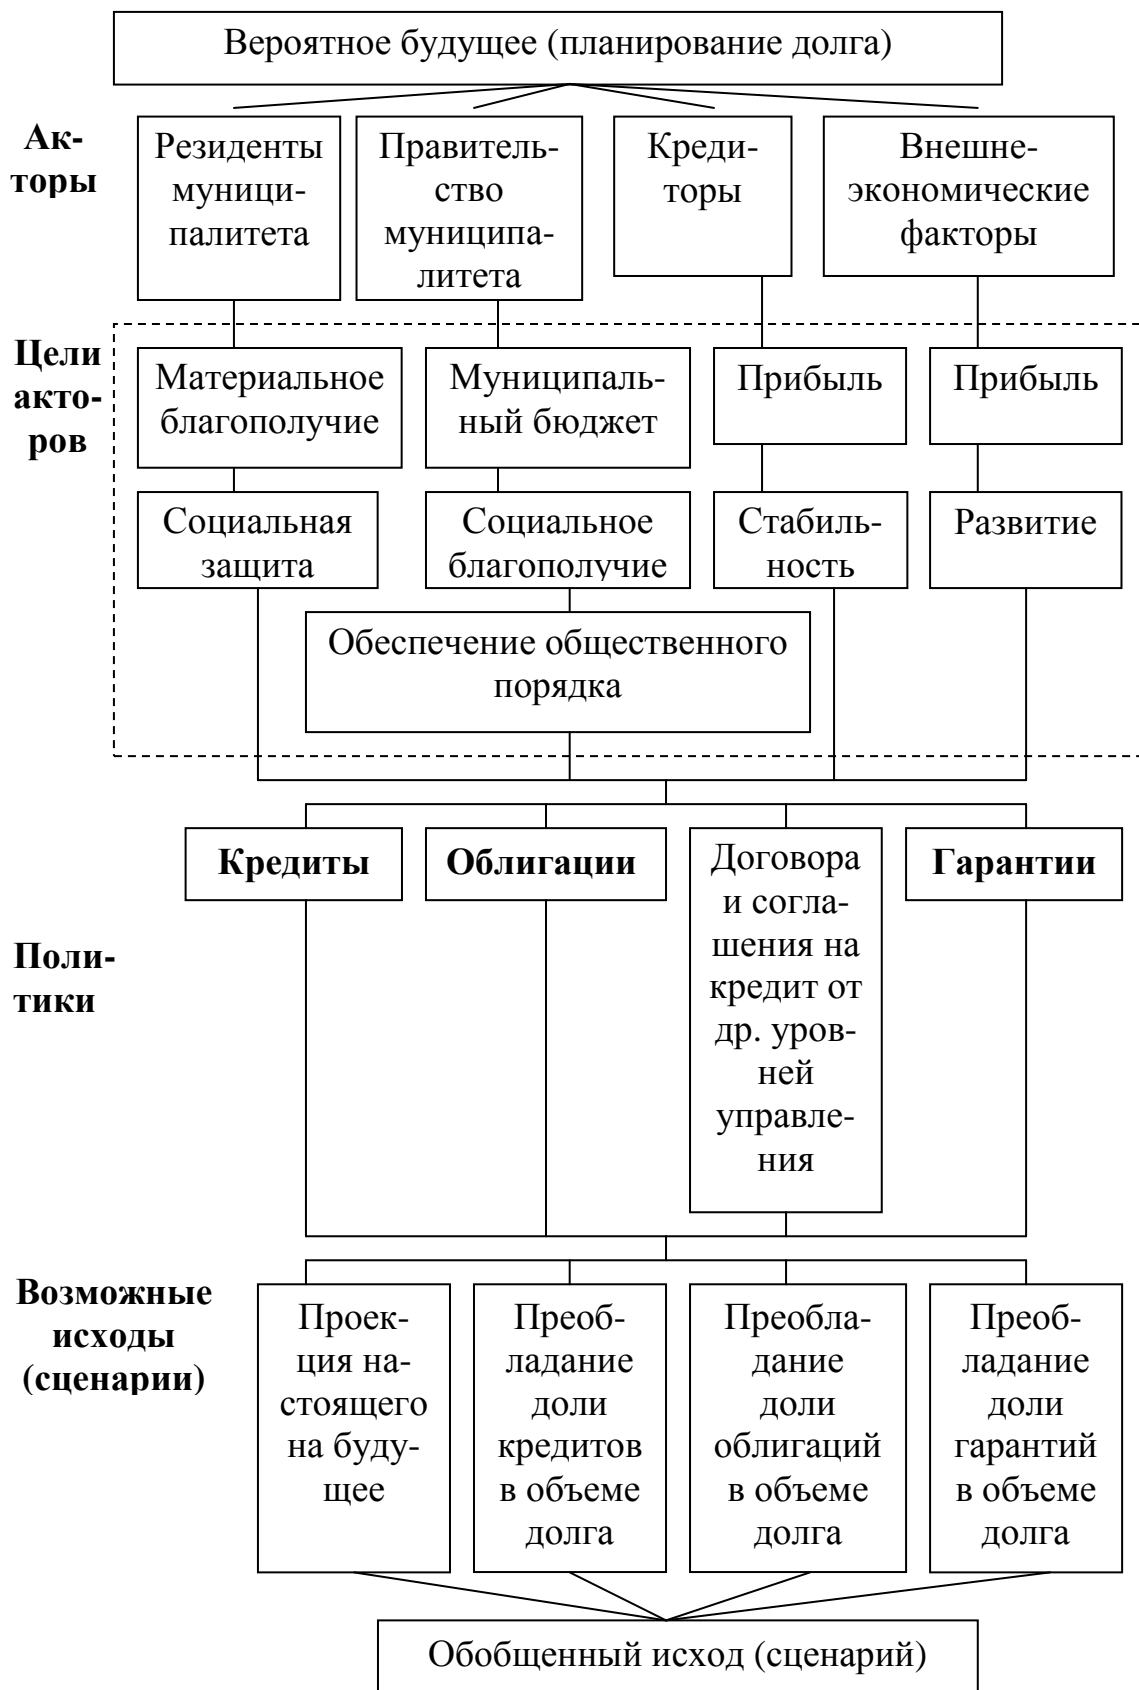 Вероятное будущее (планирование долга)
Ак-
торы
Резиденты
муници-
палитета
Правитель-
ство
муниципа-
литета
Креди-
торы
Внешне-
экономические
факторы
Цели
акто-
ров
Материальное
благополучие
Муниципаль-
ный бюджет
Прибыль
Прибыль
Социальная
защита
Социальное
благополучие
Стабиль-
ность
Развитие
Обеспечение общественного
порядка
Поли-
тики
Кредиты
Облигации
Договора
и согла-
шения на
кредит от
др. уров-
ней
управле-
ния
Гарантии
Возможные
исходы
(сценарии)
Проек-
ция на-
стоящего
на буду-
щее
Преоб-
ладание
доли
кредитов
в объеме
долга
Преобла-
дание
доли
облигаций
в объеме
долга
Преоб-
ладание
доли
гарантий
в объеме
долга
Обобщенный исход (сценарий)